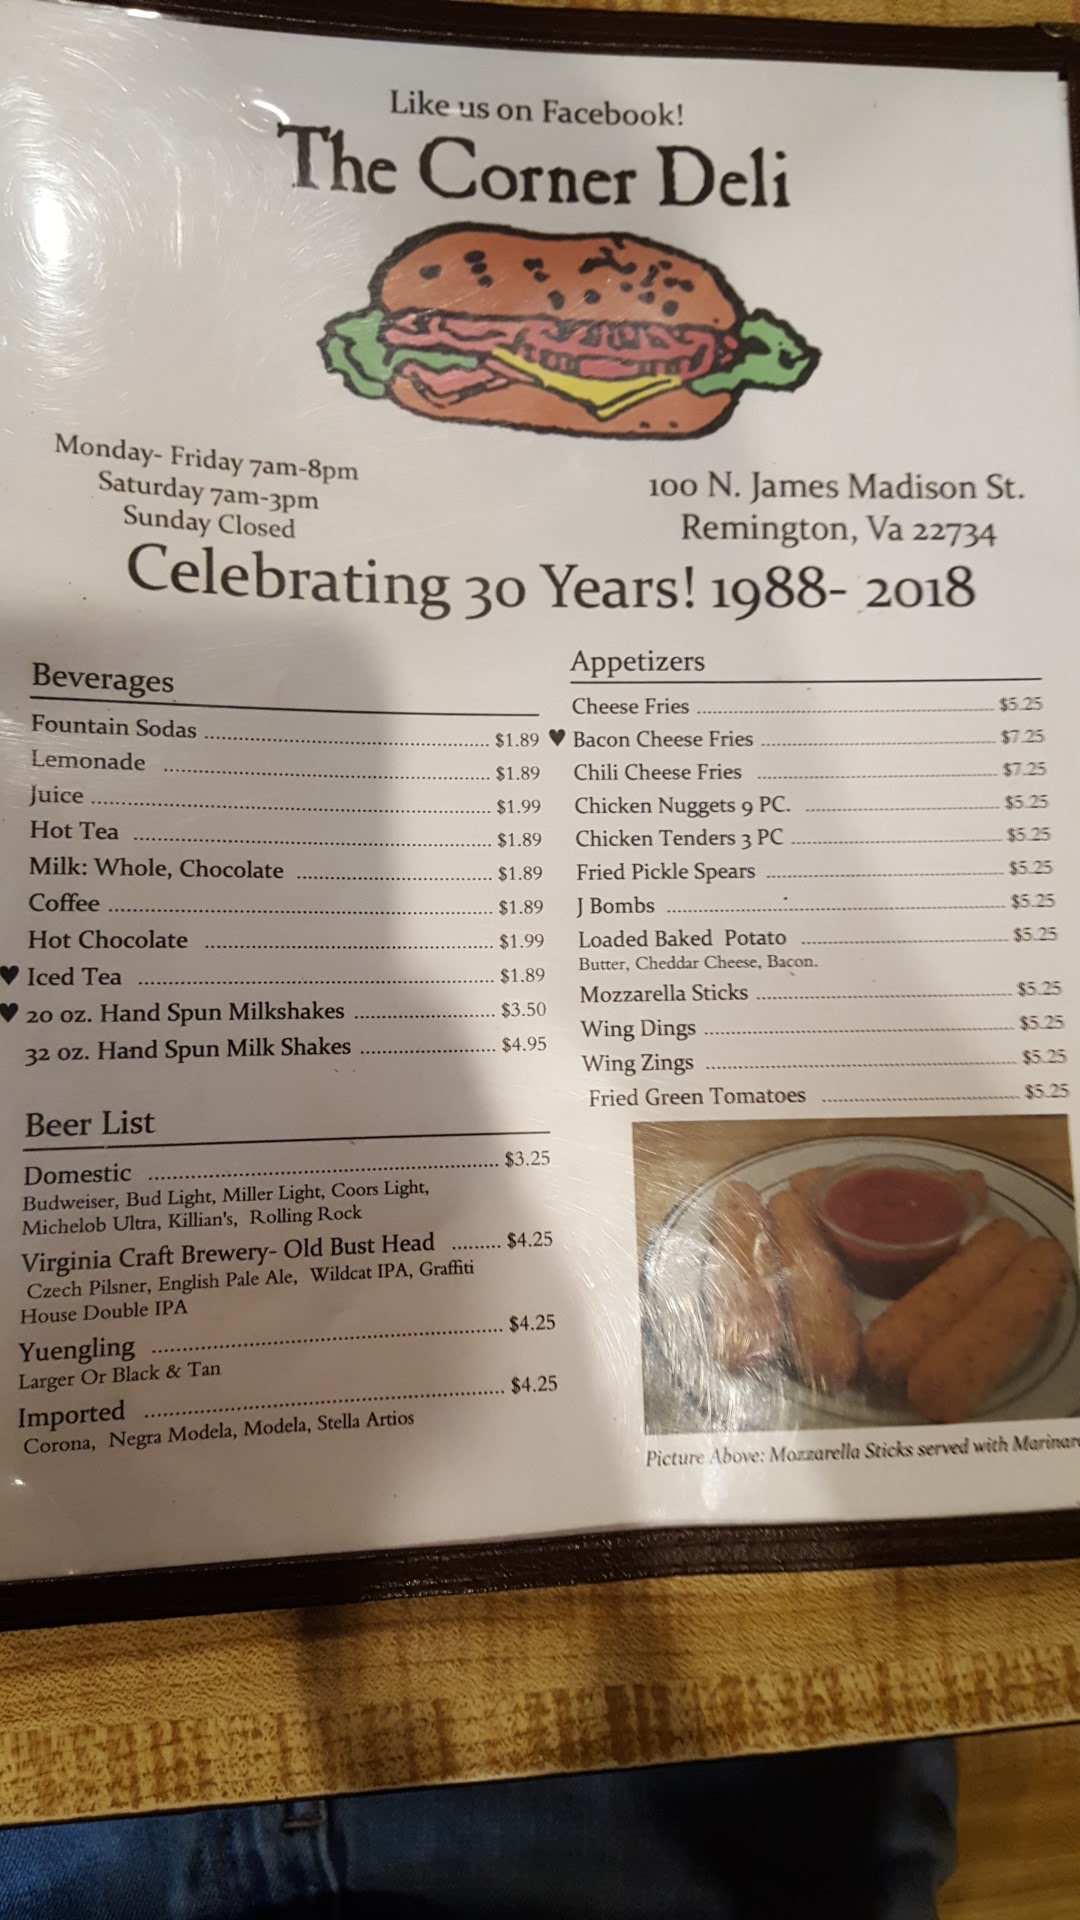 Like us on Facebook!
The Corner Deli
Monday- Friday 7am-8pm
Saturday 7am-3pm
Sunday Closed
100 N. James Madison St.
Remington, Va 22734
Celebrating 30 Years! 1988- 2018
Beverages
Fountain Sodas $1.89
Lemonade $1.89
Juice $1.99
Hot Tea $1.89
Milk: Whole, Chocolate $1.89
Coffee $1.89
Hot Chocolate $1.99
♥ Iced Tea $1.89
♥ 20 oz. Hand Spun Milkshakes $3.50
32 oz. Hand Spun Milk Shakes $4.95
Beer List
Domestic $3.25
Budweiser, Bud Light, Miller Light, Coors Light,
Michelob Ultra, Killian's, Rolling Rock
Virginia Craft Brewery- Old Bust Head $4.25
Czech Pilsner, English Pale Ale, Wildcat IPA, Graffiti
House Double IPA
Yuengling $4.25
Larger Or Black & Tan
Imported $4.25
Corona, Negra Modela, Modela, Stella Artios
Appetizers
Cheese Fries $5.25
♥ Bacon Cheese Fries $7.25
Chili Cheese Fries $7.25
Chicken Nuggets 9 PC. $5.25
Chicken Tenders 3 PC $5.25
Fried Pickle Spears $5.25
J Bombs $5.25
Loaded Baked Potato $5.25
Butter, Cheddar Cheese, Bacon.
Mozzarella Sticks $5.25
Wing Dings $5.25
Wing Zings $5.25
Fried Green Tomatoes $5.25
Picture Above: Mozzarella Sticks served with Marinar